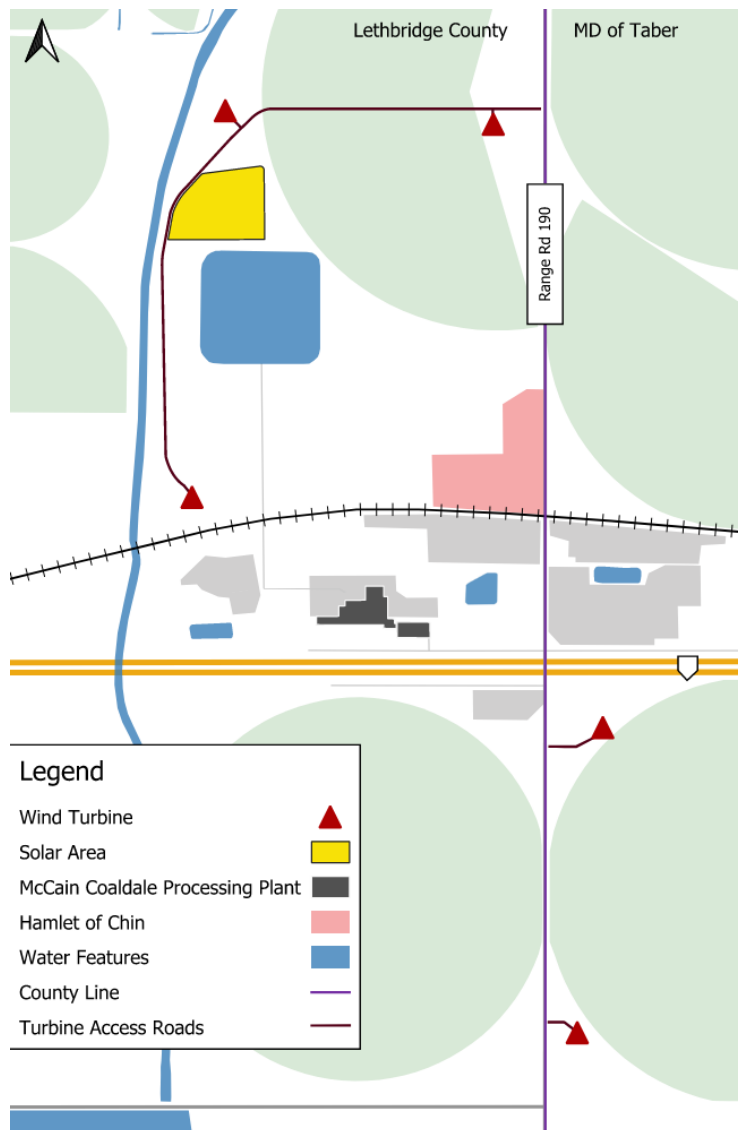 Lethbridge County
MD of Taber
Range Rd 190
Legend
Wind Turbine
Solar Area
McCain Coaldale Processing Plant
Hamlet of Chin
Water Features
County Line
Turbine Access Roads